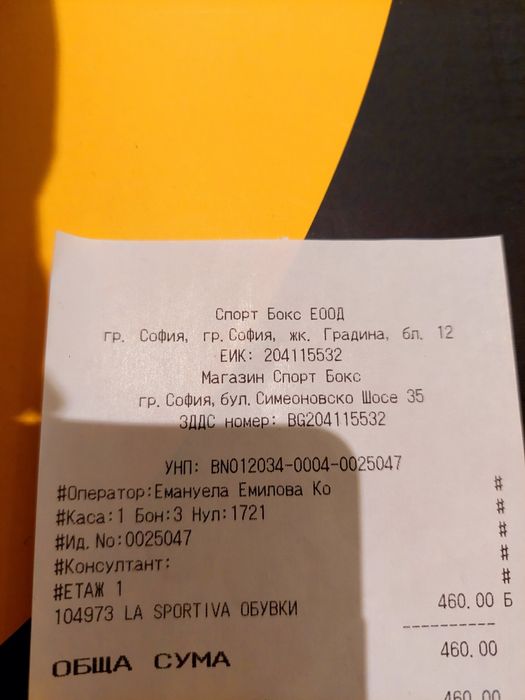 Спорт Бокс ЕООД
гр. София, гр.София, жк. Градина, бл. 12
ЕИК: 204115532
Магазин Спорт Бокс
гр.София, бул. Симеоновско Шосе 35
ЗДДС номер: BG204115532
УНП: BN012034-0004-0025047
#Оператор:Емануела Емилова Ко #
#Каса:1 Бон:3 Нул:1721 #
#Ид. No:0025047 #
#Консултант: #
#ЕТАЖ 1 #
104973 LA SPORTIVA ОБУВКИ 460.00 Б
----------
ОБЩА СУМА 460.00
460.00